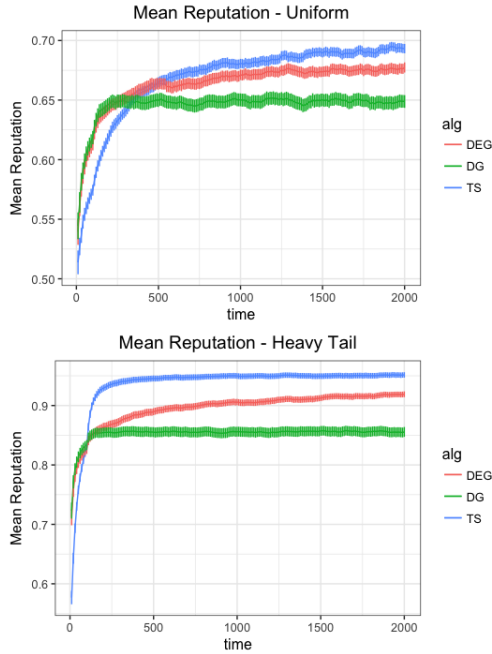 Mean Reputation - Uniform
Mean Reputation
0.70
0.65
0.60
0.55
0.50
0
500
1000
1500
2000
time
alg
DEG
DG
TS
Mean Reputation - Heavy Tail
Mean Reputation
0.9
0.8
0.7
0.6
0
500
1000
1500
2000
time
alg
DEG
DG
TS